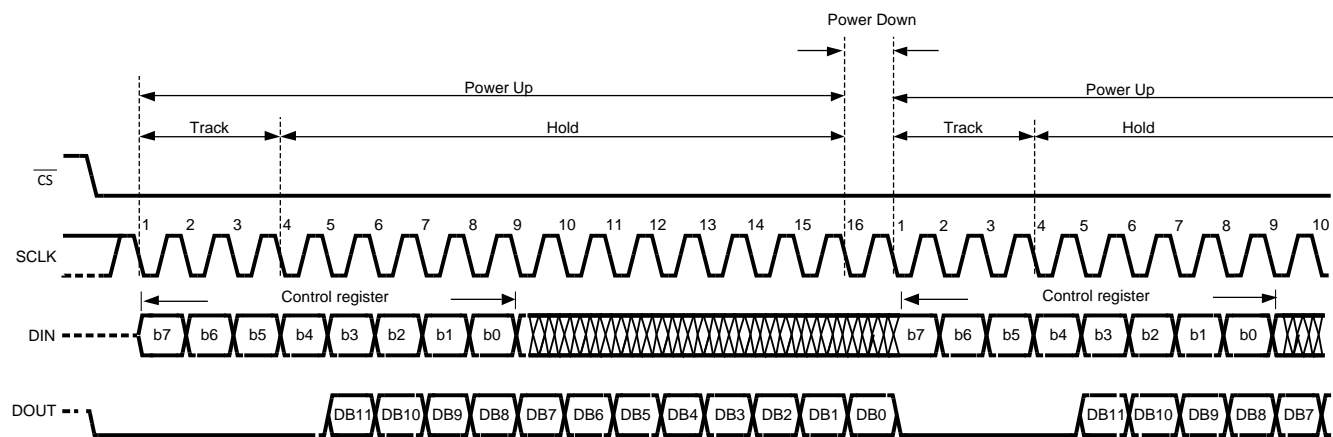 Power Down
Power Up
Power Up
Track
Hold
Track
Hold
CS
1 2 3 4 5 6 7 8 9 10 11 12 13 14 15 16 1 2 3 4 5 6 7 8 9 10
SCLK
Control register
Control register
DIN
b7 b6 b5 b4 b3 b2 b1 b0 b7 b6 b5 b4 b3 b2 b1 b0
DOUT
DB11 DB10 DB9 DB8 DB7 DB6 DB5 DB4 DB3 DB2 DB1 DB0 DB11 DB10 DB9 DB8 DB7